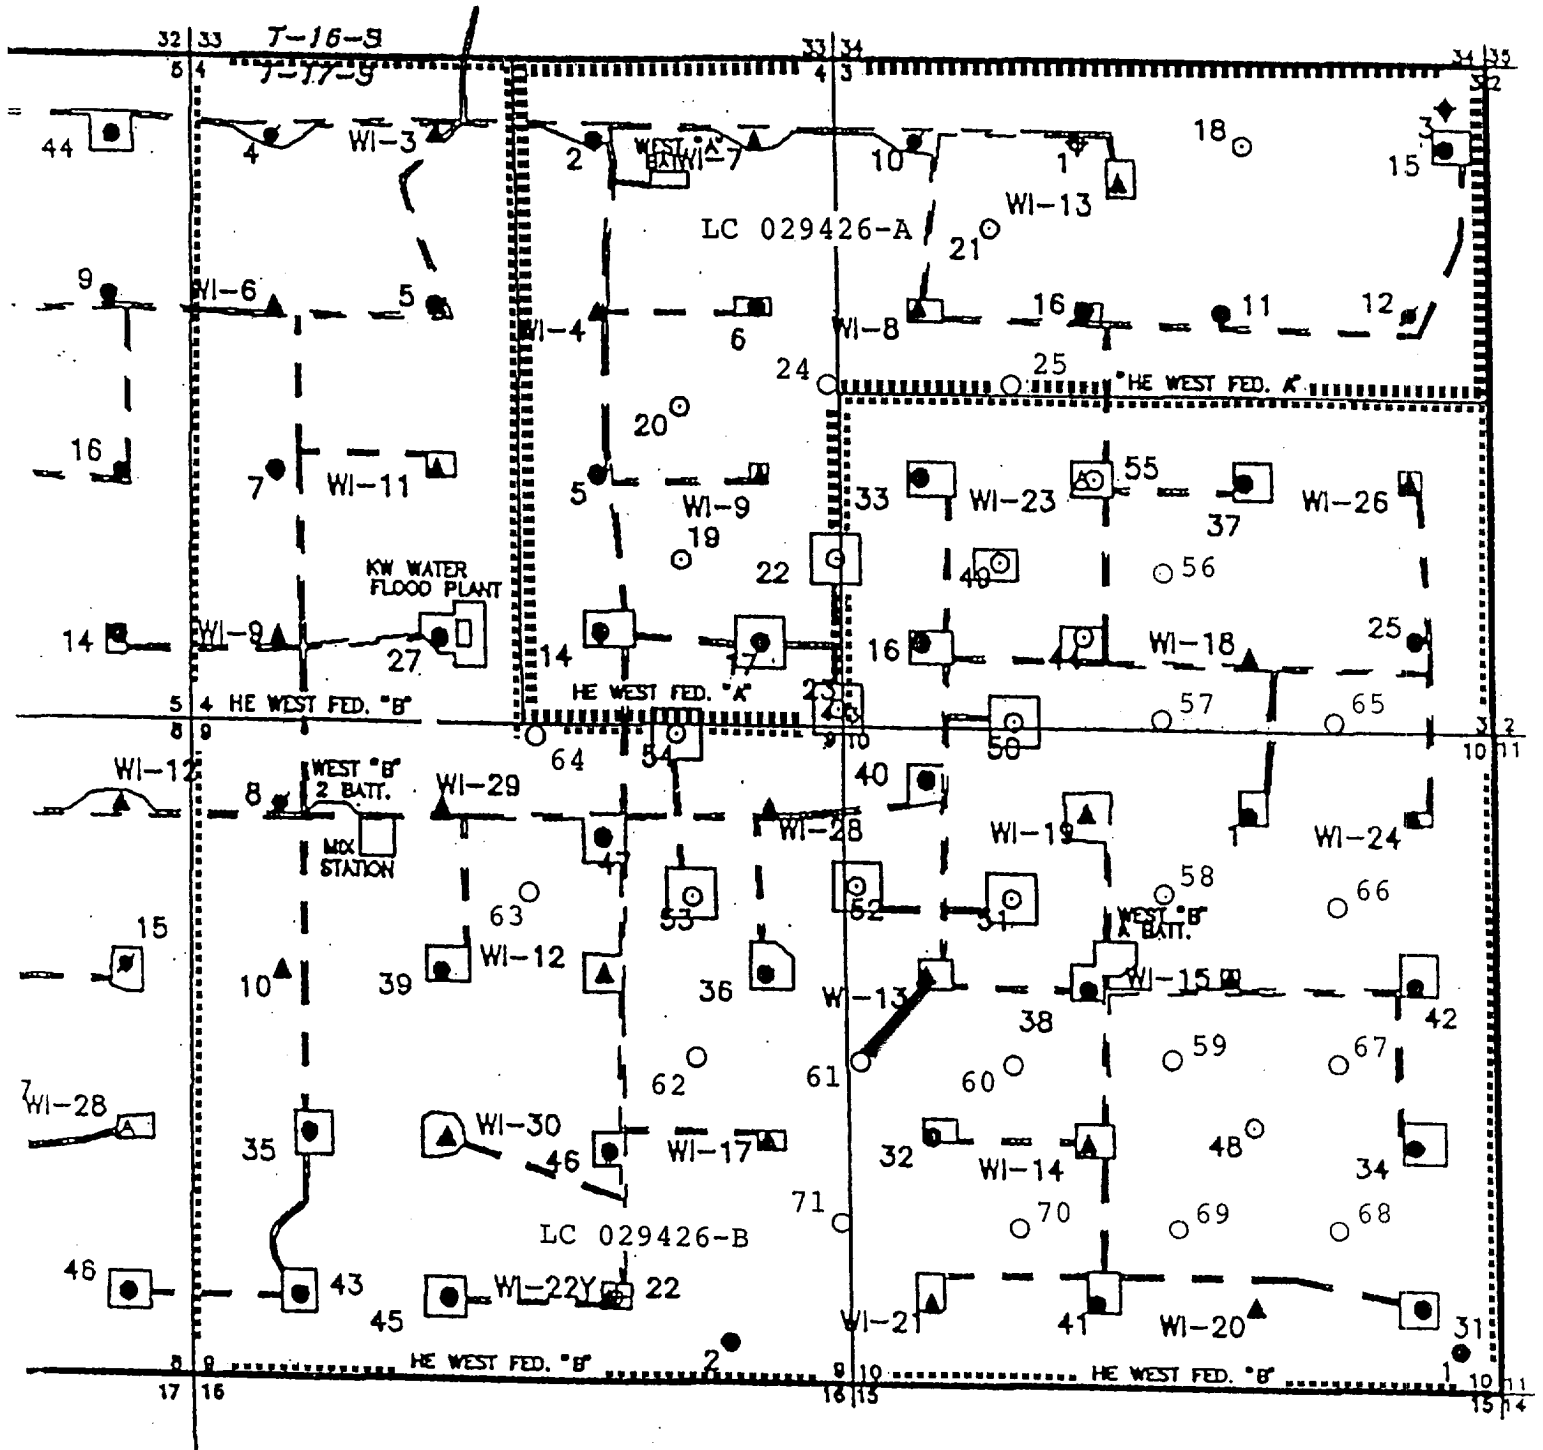 32 33 T-16-S 33 34 34 35
5 4 T-17-S 4 3 3 2
44 4 WI-3 2 WEST "A" BATT WI-7 10 1 18 3 15
WI-13
LC 029426-A 21
9 WI-6 5 WI-4 6 WI-8 16 11 12
24 25 "HE WEST FED. A"
20
16 7 WI-11 5 WI-9 33 WI-23 55 37 WI-26
19 22 49 56
KW WATER
FLOOD PLANT
14 WI-9 27 14 17 16 WI-18 25
5 4 HE WEST FED. "B" HE WEST FED. "A" 23 4 3 57 65 3 2
8 9 64 54 9 10 50 10 11
WI-12 WEST "B"
2 BATT. WI-29 40
8 47 WI-28 WI-19 1 WI-24
MIX
STATION
63 53 52 51 58 66
WEST "B"
A BATT.
15 10 39 WI-12 36 WI-13 38 WI-15 42
62 61 60 59 67
7
WI-28 35 WI-30 46 WI-17 32 WI-14 48 34
71 70 69 68
LC 029426-B
46 43 45 WI-22Y 22 WI-21 41 WI-20 31
2 1
8 9 HE WEST FED. "B" 9 10 HE WEST FED. "B" 10 11
17 16 16 15 15 14